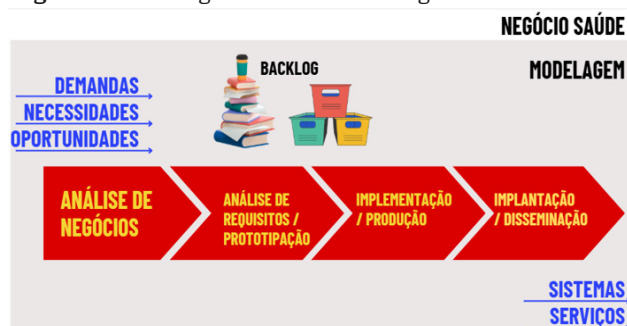 NEGÓCIO SAÚDE
BACKLOG
MODELAGEM
DEMANDAS
NECESSIDADES
OPORTUNIDADES
ANÁLISE DE
NEGÓCIOS
ANÁLISE DE
REQUISITOS /
PROTOTIPAÇÃO
IMPLEMENTAÇÃO
/ PRODUÇÃO
IMPLANTAÇÃO
/ DISSEMINAÇÃO
SISTEMAS
SERVIÇOS